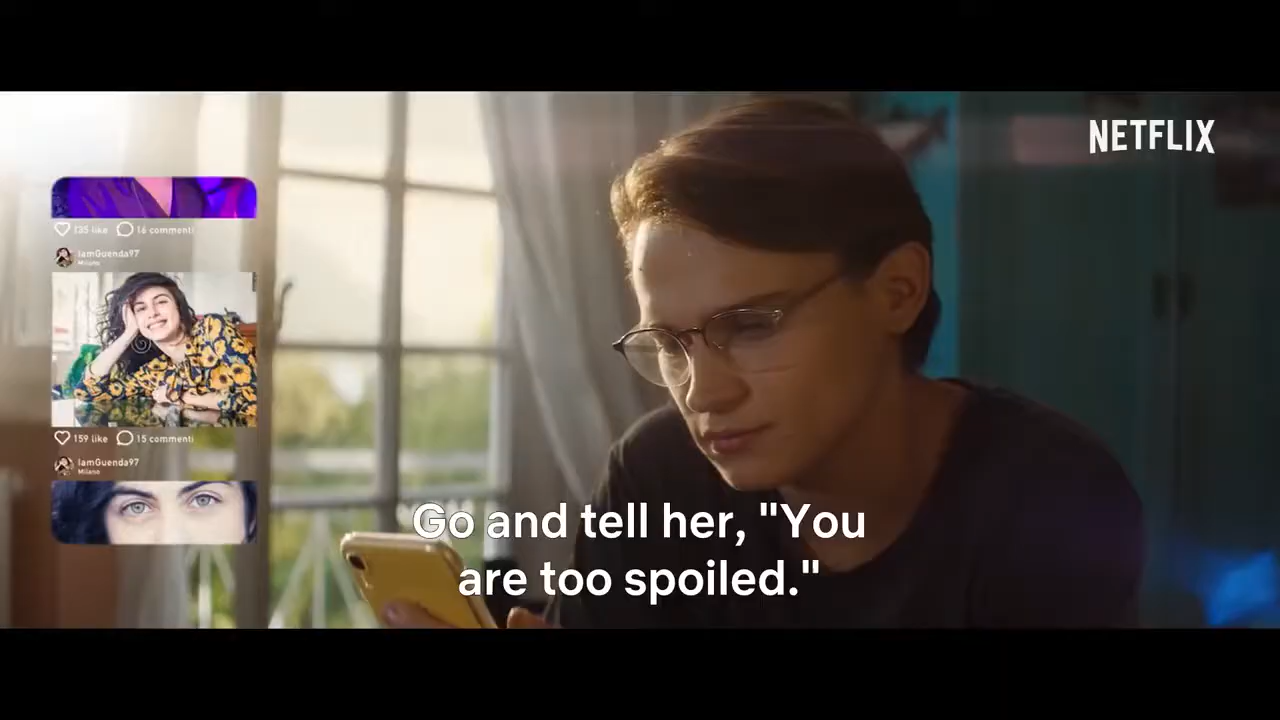 NETFLIX
135 like 16 commenti
IamGuenda97
Milano
159 like 15 commenti
IamGuenda97
Milano
Go and tell her, "You
are too spoiled."